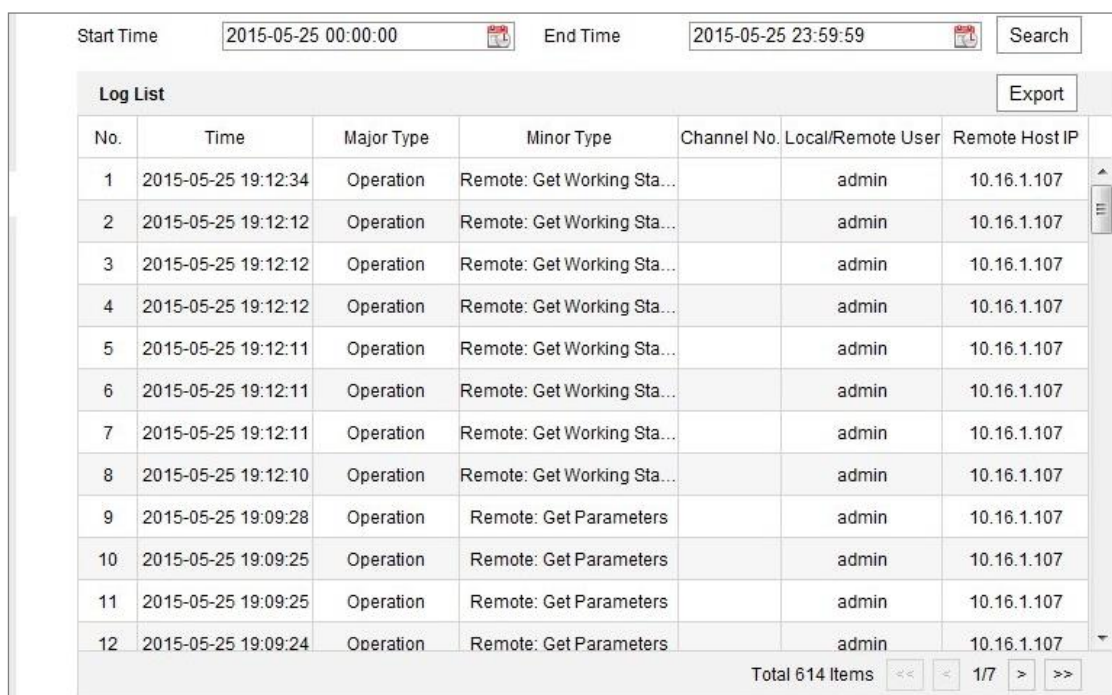 Start Time 2015-05-25 00:00:00 End Time 2015-05-25 23:59:59 Search
Log List Export
No. Time Major Type Minor Type Channel No. Local/Remote User Remote Host IP
1 2015-05-25 19:12:34 Operation Remote: Get Working Sta... admin 10.16.1.107
2 2015-05-25 19:12:12 Operation Remote: Get Working Sta... admin 10.16.1.107
3 2015-05-25 19:12:12 Operation Remote: Get Working Sta... admin 10.16.1.107
4 2015-05-25 19:12:12 Operation Remote: Get Working Sta... admin 10.16.1.107
5 2015-05-25 19:12:11 Operation Remote: Get Working Sta... admin 10.16.1.107
6 2015-05-25 19:12:11 Operation Remote: Get Working Sta... admin 10.16.1.107
7 2015-05-25 19:12:11 Operation Remote: Get Working Sta... admin 10.16.1.107
8 2015-05-25 19:12:10 Operation Remote: Get Working Sta... admin 10.16.1.107
9 2015-05-25 19:09:28 Operation Remote: Get Parameters admin 10.16.1.107
10 2015-05-25 19:09:25 Operation Remote: Get Parameters admin 10.16.1.107
11 2015-05-25 19:09:25 Operation Remote: Get Parameters admin 10.16.1.107
12 2015-05-25 19:09:24 Operation Remote: Get Parameters admin 10.16.1.107
Total 614 Items << < 1/7 > >>